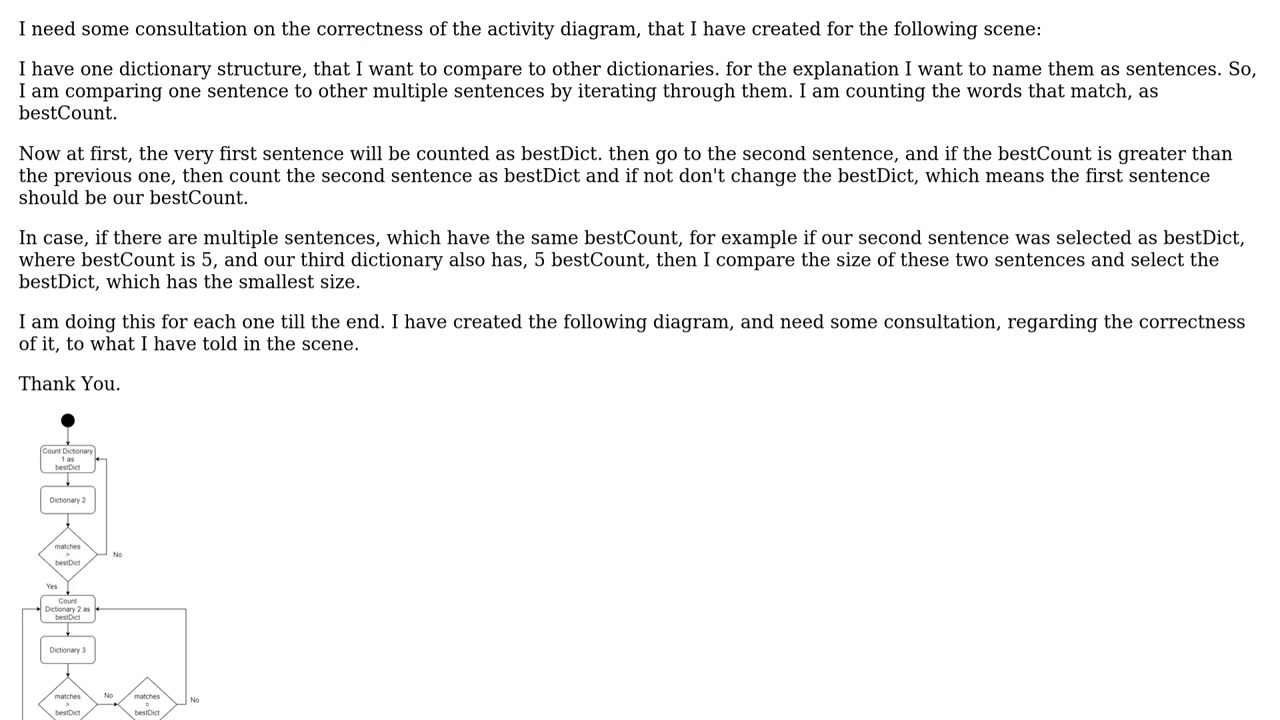 I need some consultation on the correctness of the activity diagram, that I have created for the following scene:
I have one dictionary structure, that I want to compare to other dictionaries. for the explanation I want to name them as sentences. So,
I am comparing one sentence to other multiple sentences by iterating through them. I am counting the words that match, as
bestCount.
Now at first, the very first sentence will be counted as bestDict. then go to the second sentence, and if the bestCount is greater than
the previous one, then count the second sentence as bestDict and if not don't change the bestDict, which means the first sentence
should be our bestCount.
In case, if there are multiple sentences, which have the same bestCount, for example if our second sentence was selected as bestDict,
where bestCount is 5, and our third dictionary also has, 5 bestCount, then I compare the size of these two sentences and select the
bestDict, which has the smallest size.
I am doing this for each one till the end. I have created the following diagram, and need some consultation, regarding the correctness
of it, to what I have told in the scene.
Thank You.
Count Dictionary
1 as
bestDict
Dictionary 2
matches
>
bestDict
No
Yes
Count
Dictionary 2 as
bestDict
Dictionary 3
matches
>
bestDict
No
matches
=
bestDict
No